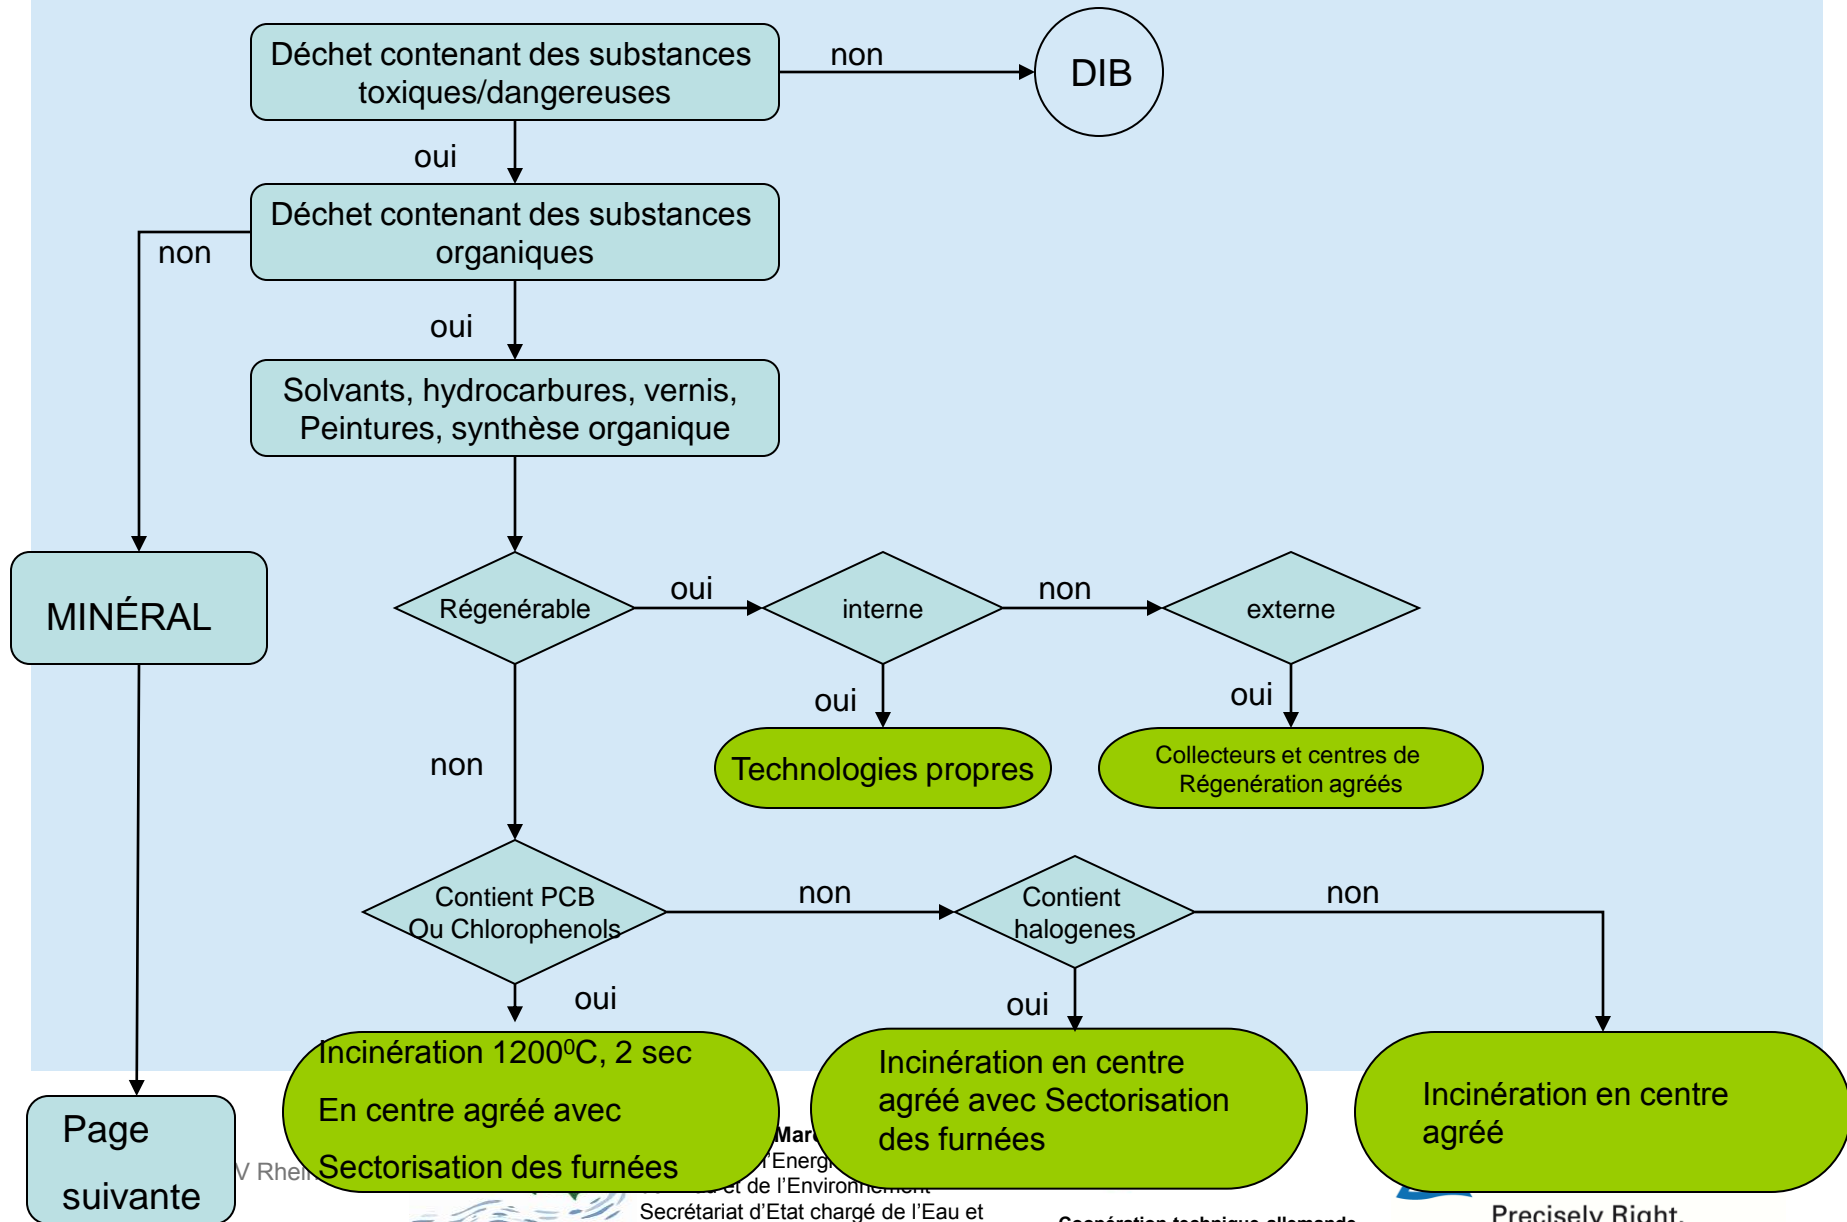 Déchet contenant des substances
toxiques/dangereuses
non
DIB
oui
Déchet contenant des substances
organiques
non
oui
Solvants, hydrocarbures, vernis,
Peintures, synthèse organique
MINÉRAL
Régenérable
oui
interne
non
externe
oui
oui
non
Technologies propres
Collecteurs et centres de
Régenération agréés
Contient PCB
Ou Chlorophenols
non
Contient
halogenes
non
oui
oui
Incinération 1200⁰C, 2 sec
En centre agréé avec
Sectorisation des furnées
Incinération en centre
agréé avec Sectorisation
des furnées
Incinération en centre
agréé
Page
suivante
V Rhein
Secrétariat d'Etat chargé de l'Eau et
et de l'Environnement
Coopération technique allemande
Precisely Right.